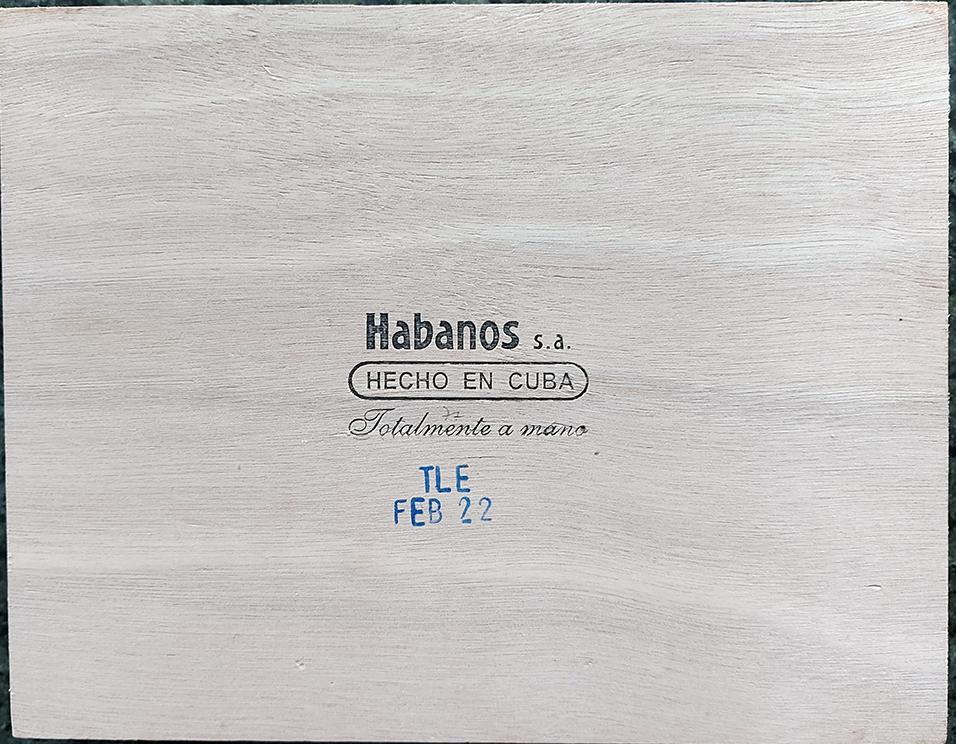 Habanos s.a.
HECHO EN CUBA
Totalmente a mano
TLE
FEB 22